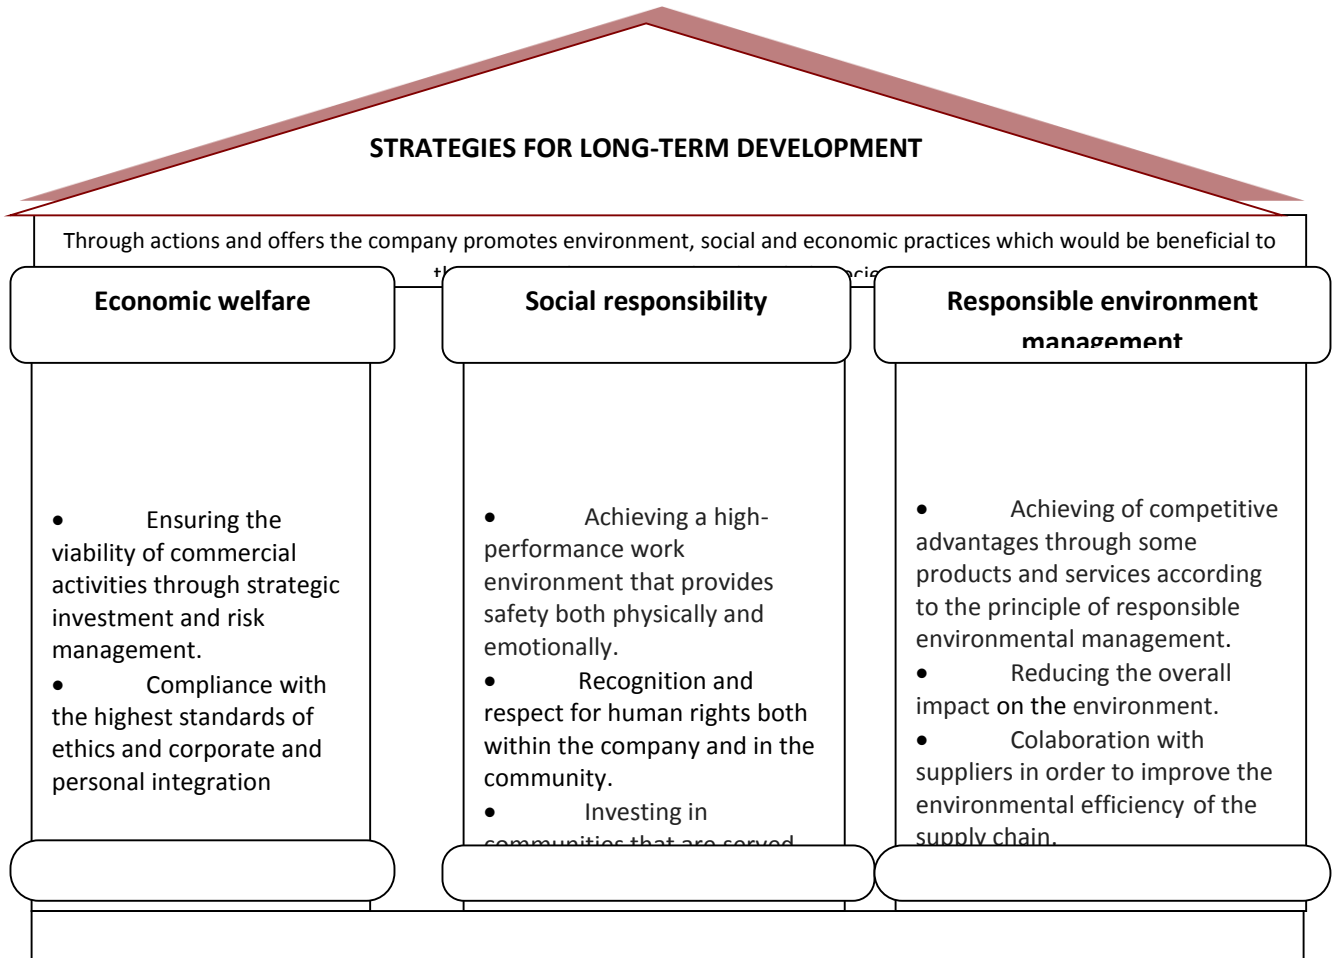 STRATEGIES FOR LONG-TERM DEVELOPMENT
Through actions and offers the company promotes environment, social and economic practices which would be beneficial to
Economic welfare
• Ensuring the
viability of commercial
activities through strategic
investment and risk
management.
• Compliance with
the highest standards of
ethics and corporate and
personal integration
Social responsibility
• Achieving a high-
performance work
environment that provides
safety both physically and
emotionally.
• Recognition and
respect for human rights both
within the company and in the
community.
• Investing in
communities that are served
Responsible environment
management
• Achieving of competitive
advantages through some
products and services according
to the principle of responsible
environmental management.
• Reducing the overall
impact on the environment.
• Colaboration with
suppliers in order to improve the
environmental efficiency of the
supply chain.